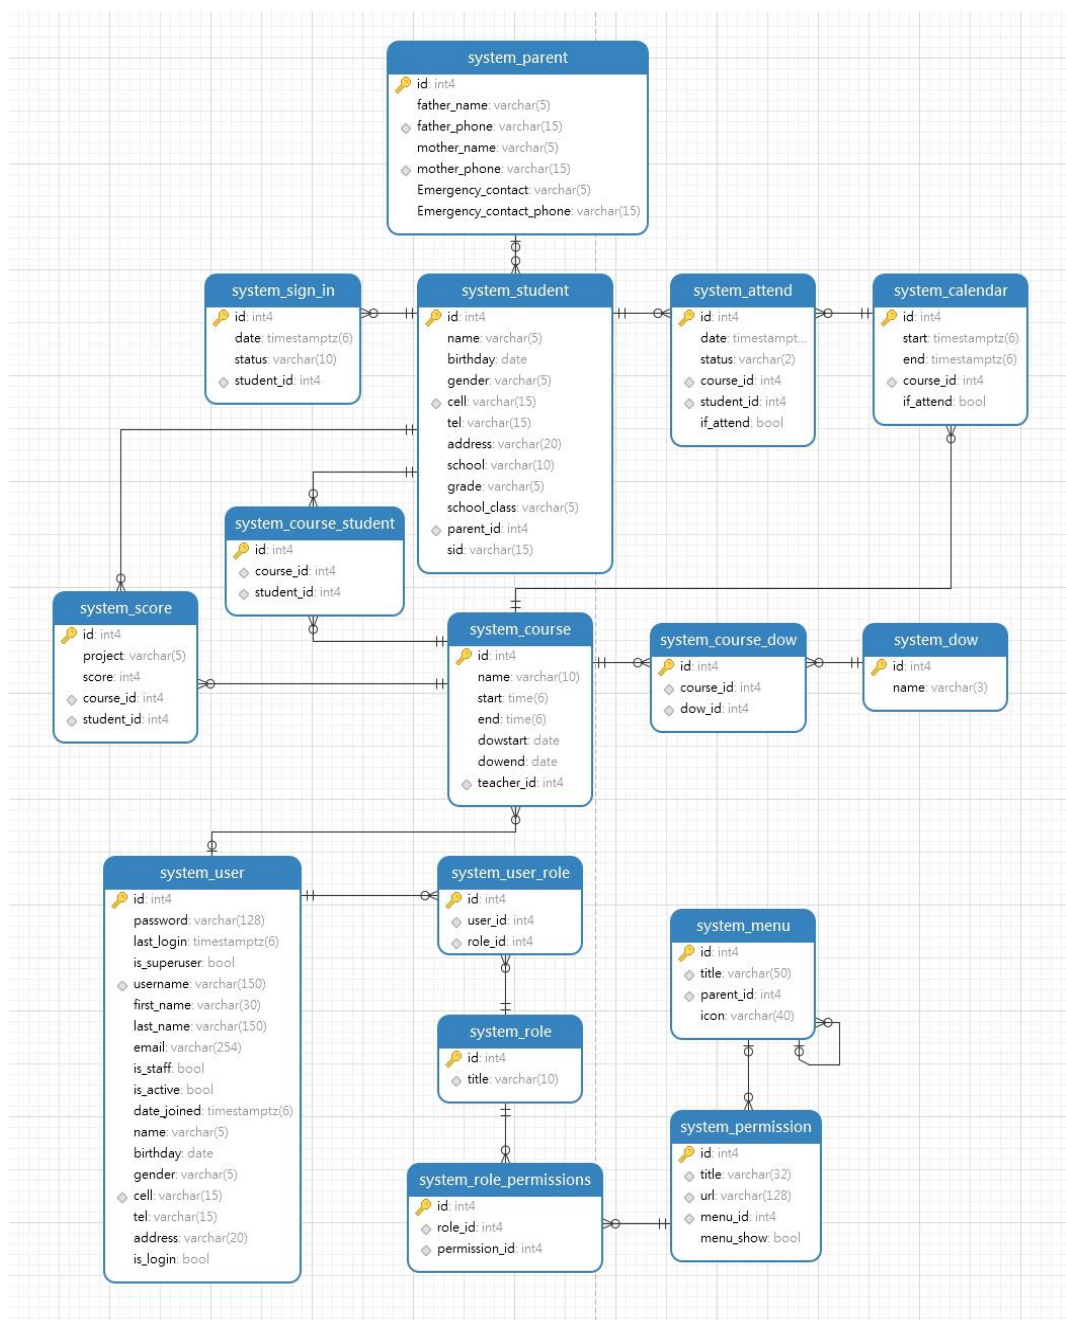 system_parent
id: int4
father_name: varchar(5)
father_phone: varchar(15)
mother_name: varchar(5)
mother_phone: varchar(15)
Emergency_contact: varchar(5)
Emergency_contact_phone: varchar(15)
system_sign_in
id: int4
date: timestamptz(6)
status: varchar(10)
student_id: int4
system_student
id: int4
name: varchar(5)
birthday: date
gender: varchar(5)
cell: varchar(15)
tel: varchar(15)
address: varchar(20)
school: varchar(10)
grade: varchar(5)
school_class: varchar(5)
parent_id: int4
sid: varchar(15)
system_attend
id: int4
date: timestampt...
status: varchar(2)
course_id: int4
student_id: int4
if_attend: bool
system_calendar
id: int4
start: timestamptz(6)
end: timestamptz(6)
course_id: int4
if_attend: bool
system_course_student
id: int4
course_id: int4
student_id: int4
system_score
id: int4
project: varchar(5)
score: int4
course_id: int4
student_id: int4
system_course
id: int4
name: varchar(10)
start: time(6)
end: time(6)
dowstart: date
dowend: date
teacher_id: int4
system_course_dow
id: int4
course_id: int4
dow_id: int4
system_dow
id: int4
name: varchar(3)
system_user
id: int4
password: varchar(128)
last_login: timestamptz(6)
is_superuser: bool
username: varchar(150)
first_name: varchar(30)
last_name: varchar(150)
email: varchar(254)
is_staff: bool
is_active: bool
date_joined: timestamptz(6)
name: varchar(5)
birthday: date
gender: varchar(5)
cell: varchar(15)
tel: varchar(15)
address: varchar(20)
is_login: bool
system_user_role
id: int4
user_id: int4
role_id: int4
system_menu
id: int4
title: varchar(50)
parent_id: int4
icon: varchar(40)
system_role
id: int4
title: varchar(10)
system_permission
id: int4
title: varchar(32)
url: varchar(128)
menu_id: int4
menu_show: bool
system_role_permissions
id: int4
role_id: int4
permission_id: int4